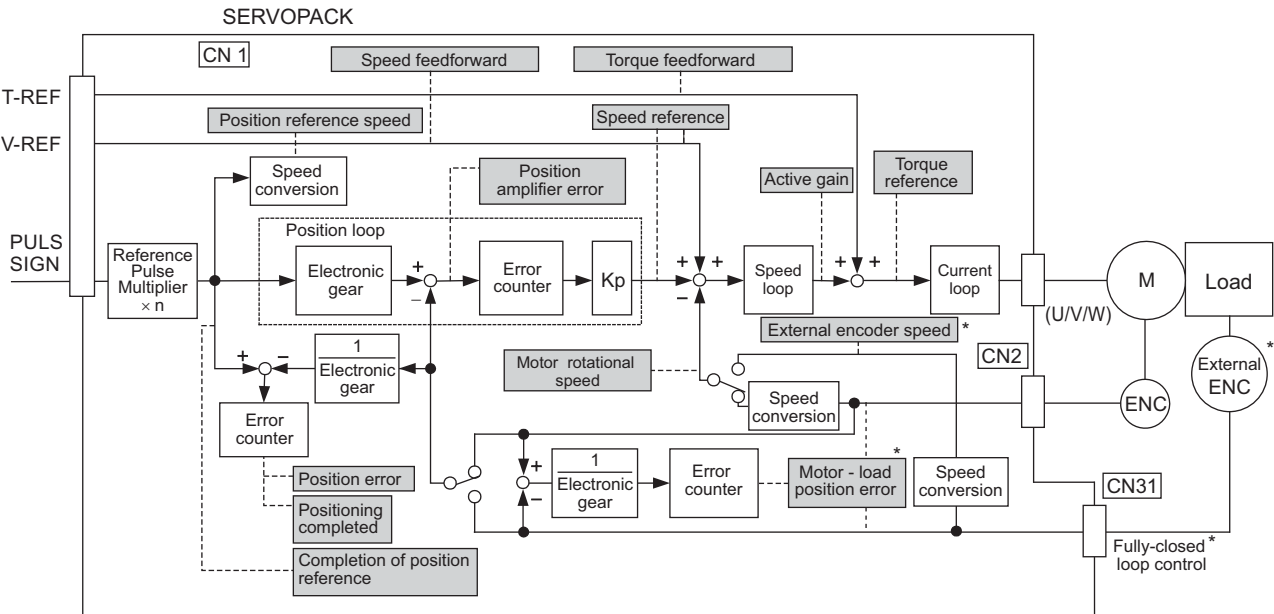 SERVOPACK
CN 1
Speed feedforward
Torque feedforward
T-REF
Position reference speed
Speed reference
V-REF
Speed
conversion
Position
amplifier error
Active gain
Torque
reference
PULS
SIGN
Reference
Pulse
Multiplier
× n
Position loop
Electronic
gear
+
−
Error
counter
Kp
+
+
+
−
Speed
loop
+
+
Current
loop
(U/V/W)
M
Load
External encoder speed *
+
−
1
Electronic
gear
Motor rotational
speed
CN2
External
ENC
*
Speed
conversion
ENC
Error
counter
Position error
Positioning
completed
Completion of position
reference
+
−
1
Electronic
gear
Error
counter
*
Motor - load
position error
Speed
conversion
CN31
Fully-closed *
loop control